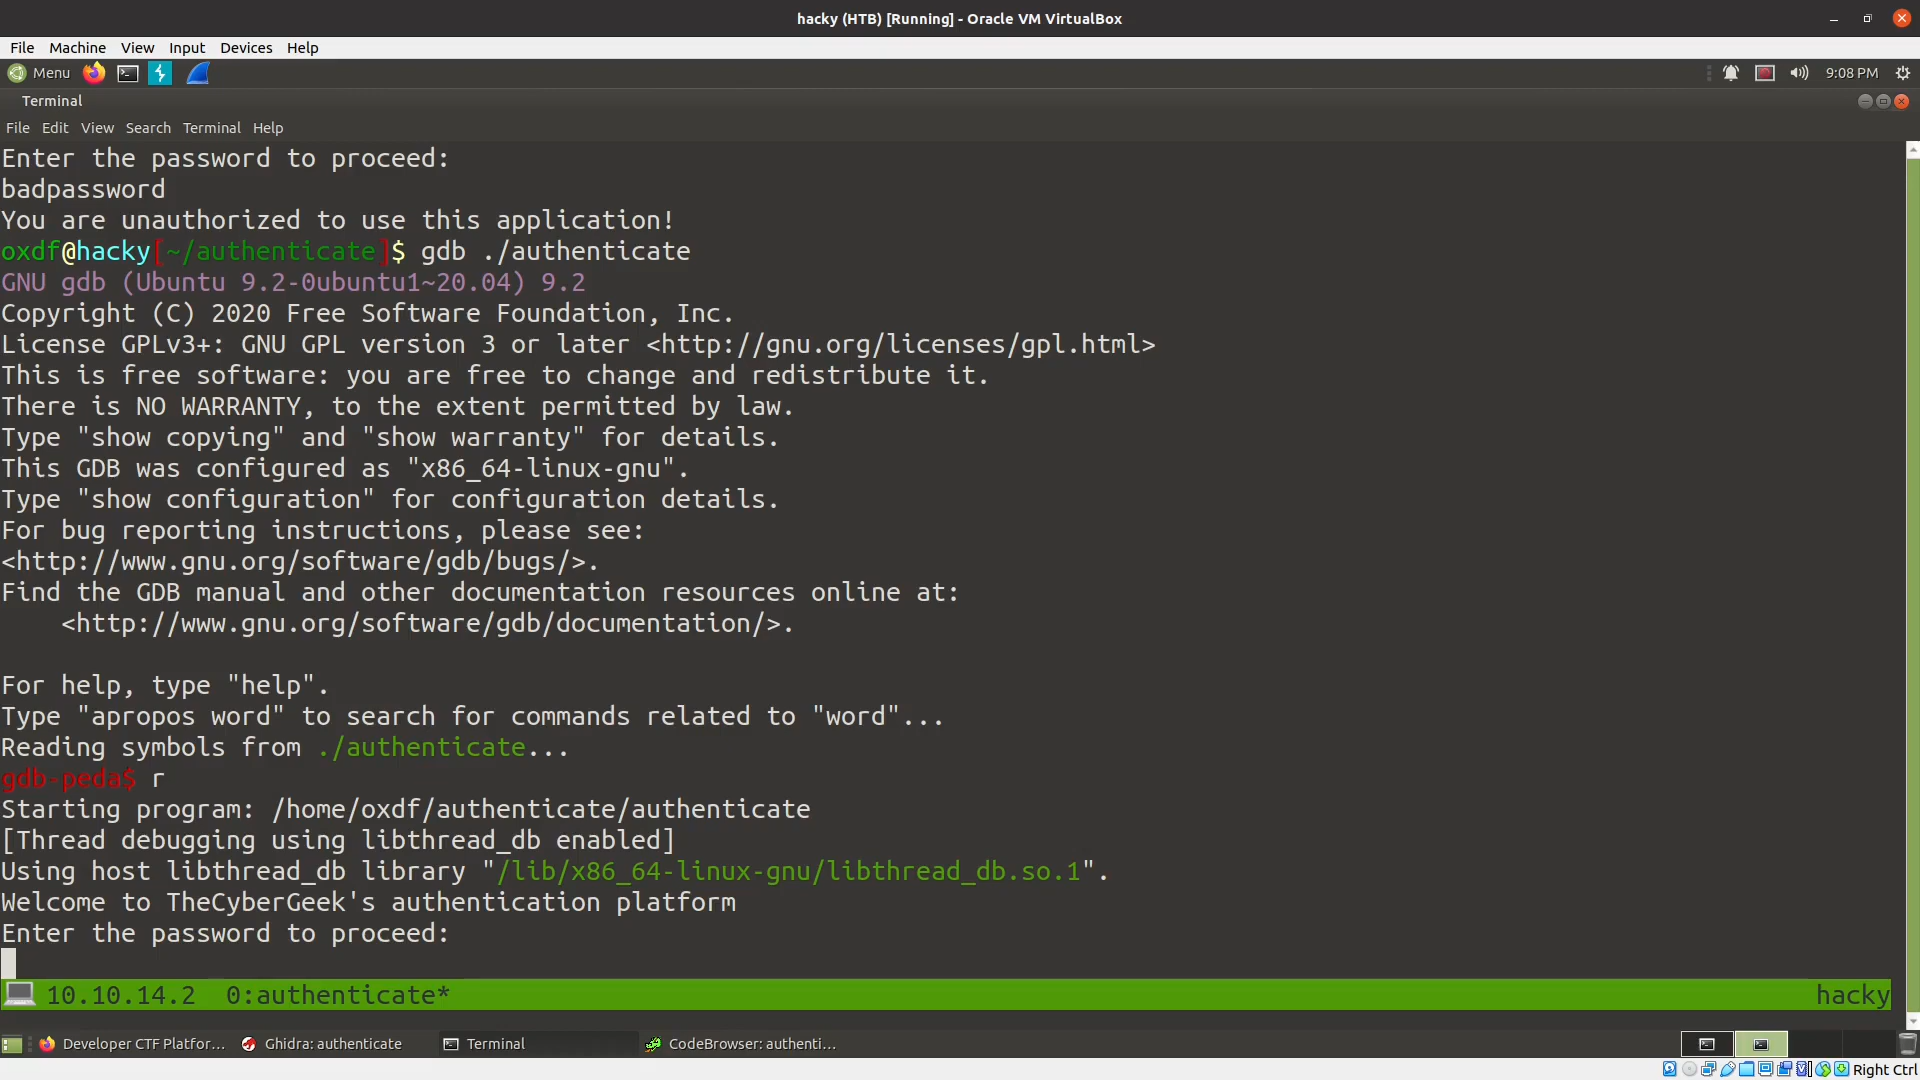 hacky (HTB) [Running] - Oracle VM VirtualBox
File Machine View Input Devices Help
Menu 9:08 PM
Terminal
File Edit View Search Terminal Help
Enter the password to proceed:
badpassword
You are unauthorized to use this application!
oxdf@hacky[~/authenticate]$ gdb ./authenticate
GNU gdb (Ubuntu 9.2-0ubuntu1~20.04) 9.2
Copyright (C) 2020 Free Software Foundation, Inc.
License GPLv3+: GNU GPL version 3 or later <http://gnu.org/licenses/gpl.html>
This is free software: you are free to change and redistribute it.
There is NO WARRANTY, to the extent permitted by law.
Type "show copying" and "show warranty" for details.
This GDB was configured as "x86_64-linux-gnu".
Type "show configuration" for configuration details.
For bug reporting instructions, please see:
<http://www.gnu.org/software/gdb/bugs/>.
Find the GDB manual and other documentation resources online at:
    <http://www.gnu.org/software/gdb/documentation/>.
For help, type "help".
Type "apropos word" to search for commands related to "word"...
Reading symbols from ./authenticate...
gdb-peda$ r
Starting program: /home/oxdf/authenticate/authenticate
[Thread debugging using libthread_db enabled]
Using host libthread_db library "/lib/x86_64-linux-gnu/libthread_db.so.1".
Welcome to TheCyberGeek's authentication platform
Enter the password to proceed:
10.10.14.2 0:authenticate* hacky
Developer CTF Platfor... Ghidra: authenticate Terminal CodeBrowser: authenti...
Right Ctrl